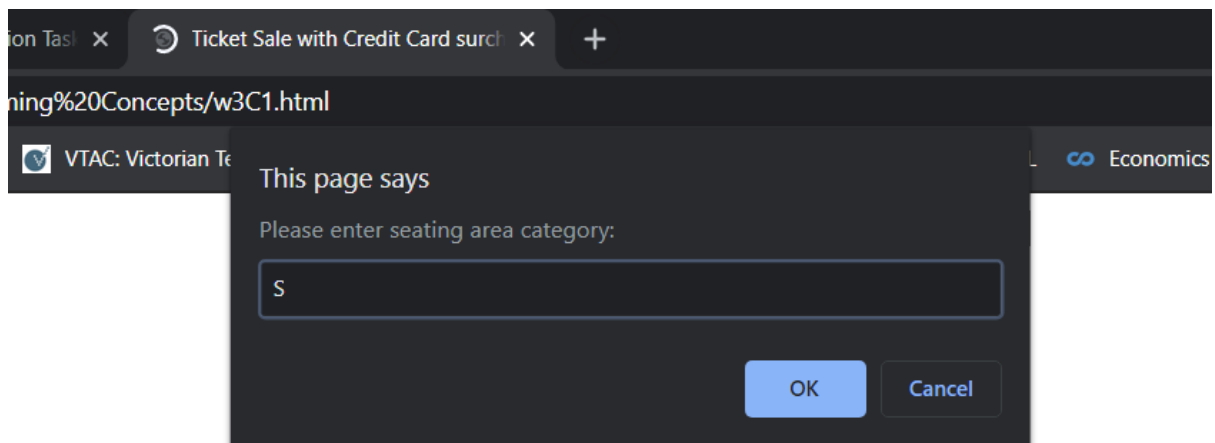 ion Tas
Ticket Sale with Credit Card surch
ning%20Concepts/w3C1.html
VTAC: Victorian Te
L
Economics
This page says
Please enter seating area category:
S
OK
Cancel